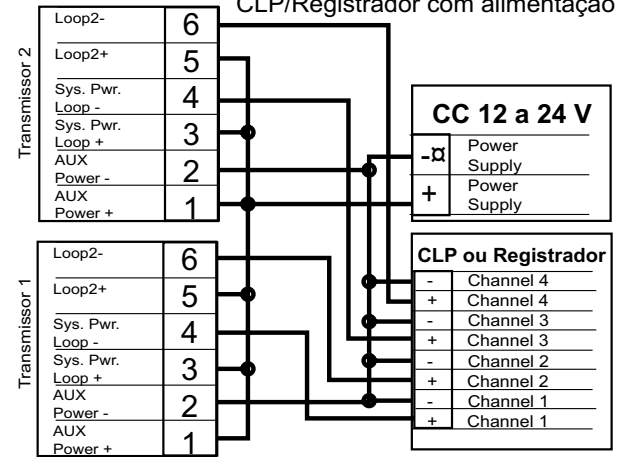 CLP/Registrador com alimentação
Transmissor 2
Loop2-
6
Loop2+
5
Sys. Pwr.
Loop -
4
Sys. Pwr.
Loop +
3
AUX
Power -
2
AUX
Power +
1
CC 12 a 24 V
-¤
Power
Supply
+
Power
Supply
Transmissor 1
Loop2-
6
Loop2+
5
Sys. Pwr.
Loop -
4
Sys. Pwr.
Loop +
3
AUX
Power -
2
AUX
Power +
1
CLP ou Registrador
- Channel 4
+ Channel 4
- Channel 3
+ Channel 3
- Channel 2
+ Channel 2
- Channel 1
+ Channel 1